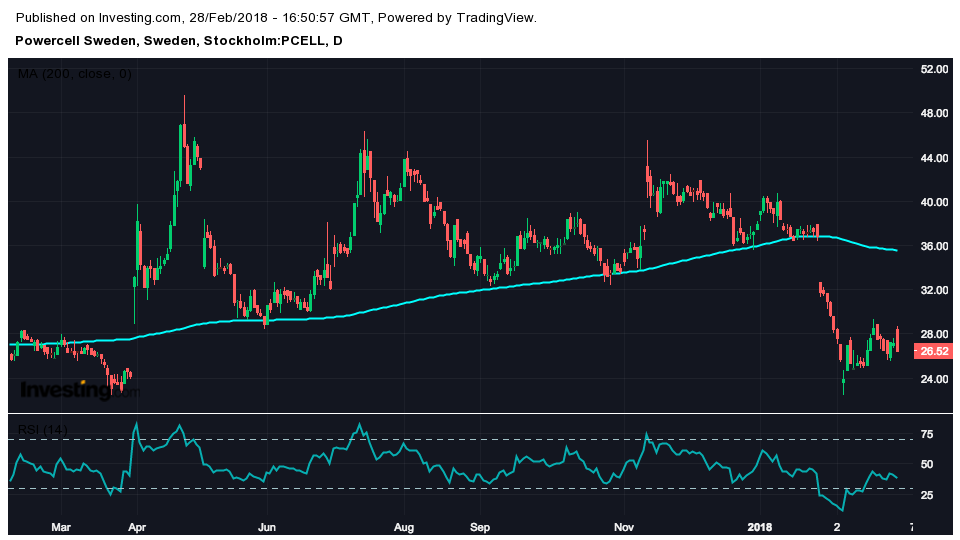 Published on Investing.com, 28/Feb/2018 - 16:50:57 GMT, Powered by TradingView.
Powercell Sweden, Sweden, Stockholm:PCELL, D
MA (200, close, 0)
52.00
48.00
44.00
40.00
36.00
32.00
28.00
26.52
24.00
Investing.com
RSI (14)
75
50
25
Mar Apr Jun Aug Sep Nov 2018 2 7